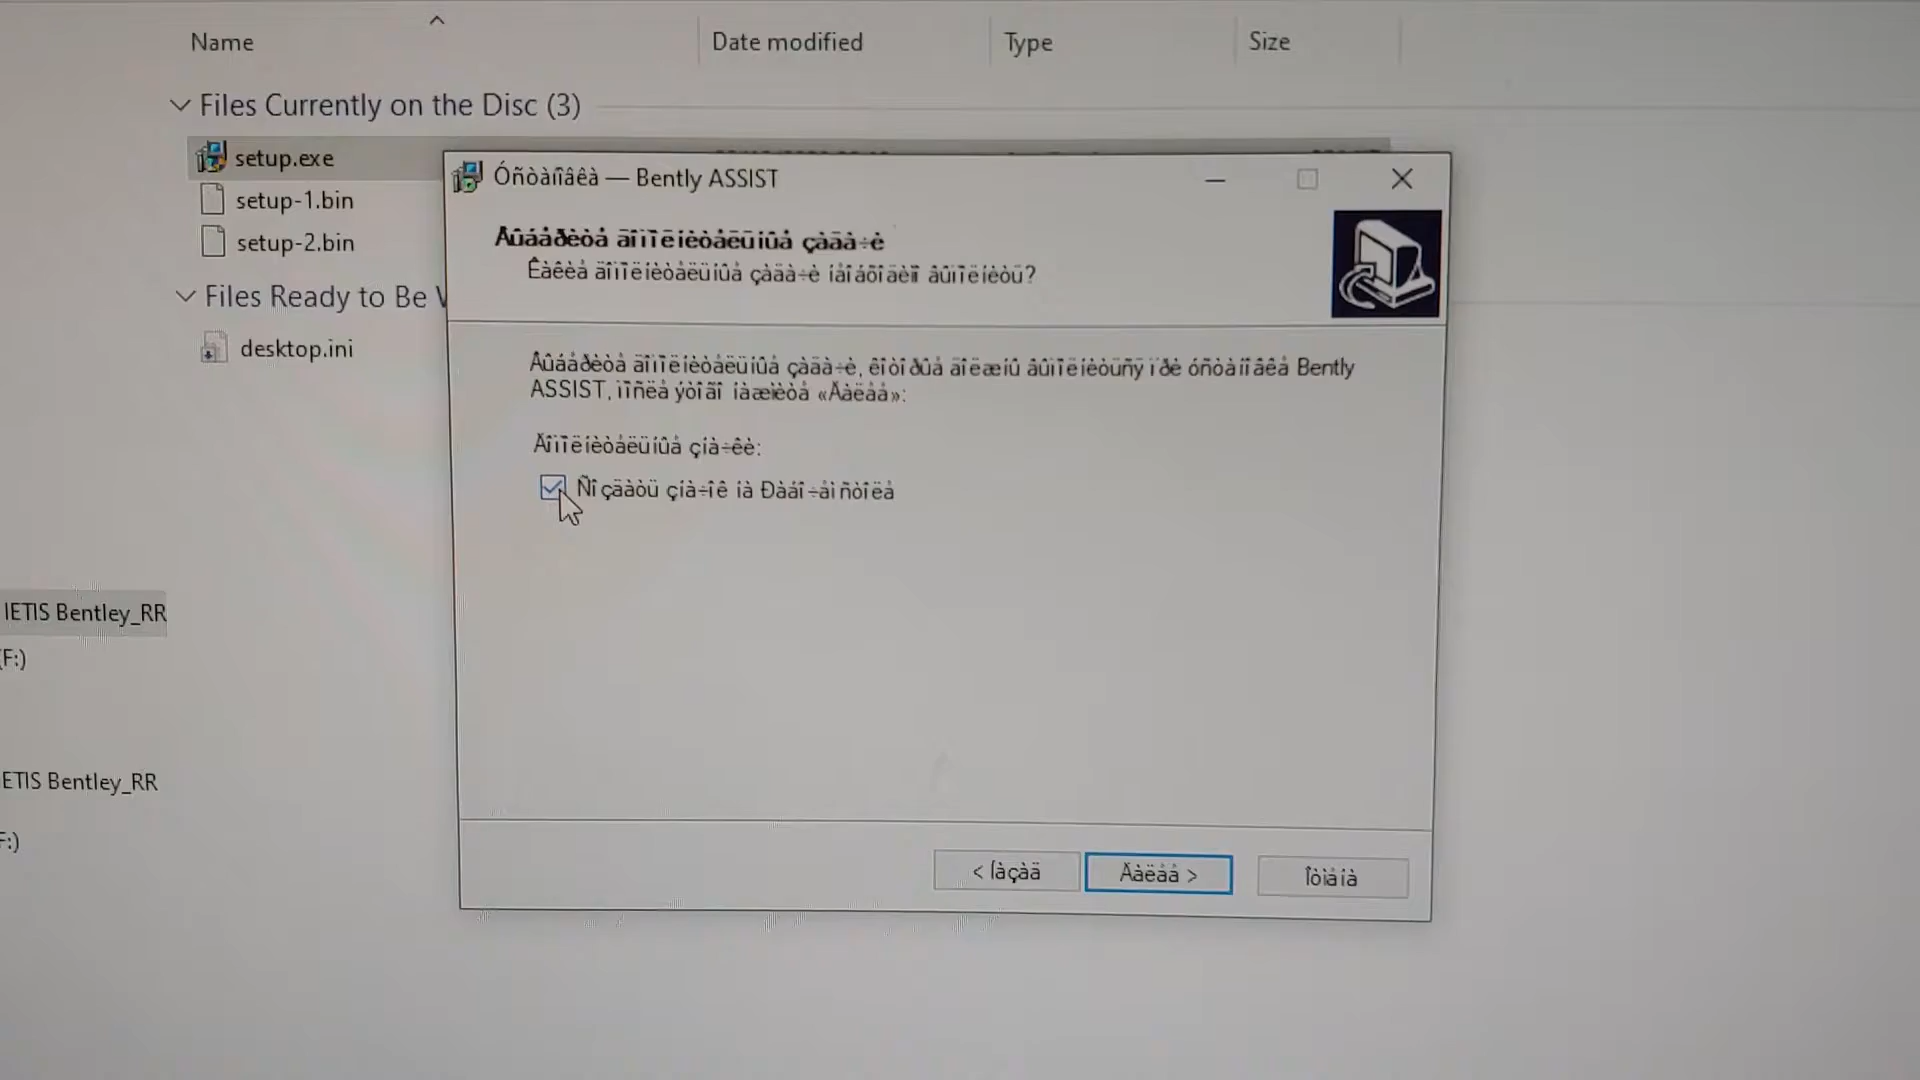 Name
Date modified
Type
Size
Files Currently on the Disc (3)
setup.exe
setup-1.bin
setup-2.bin
Files Ready to Be
desktop.ini
IETIS Bentley_RR
(F:)
ETIS Bentley_RR
F:)
Óñòàíîâêà — Bently ASSIST
Âûáåðèòå äîïîëíèòåëüíûå çàäà÷è
Êàêèå äîïîëíèòåëüíûå çàäà÷è íåîáõîäèìî âûïîëíèòü?
Âûáåðèòå äîïîëíèòåëüíûå çàäà÷è, êîòîðûå äîëæíû âûïîëíèòüñÿ ïðè óñòàíîâêå Bently
ASSIST, ïîñëå ýòîãî íàæìèòå «Äàëåå»:
Äîïîëíèòåëüíûå çíà÷êè:
Ñîçäàòü çíà÷îê íà Ðàáî÷åì ñòîëå
< Íàçàä
Äàëåå >
Îòìåíà